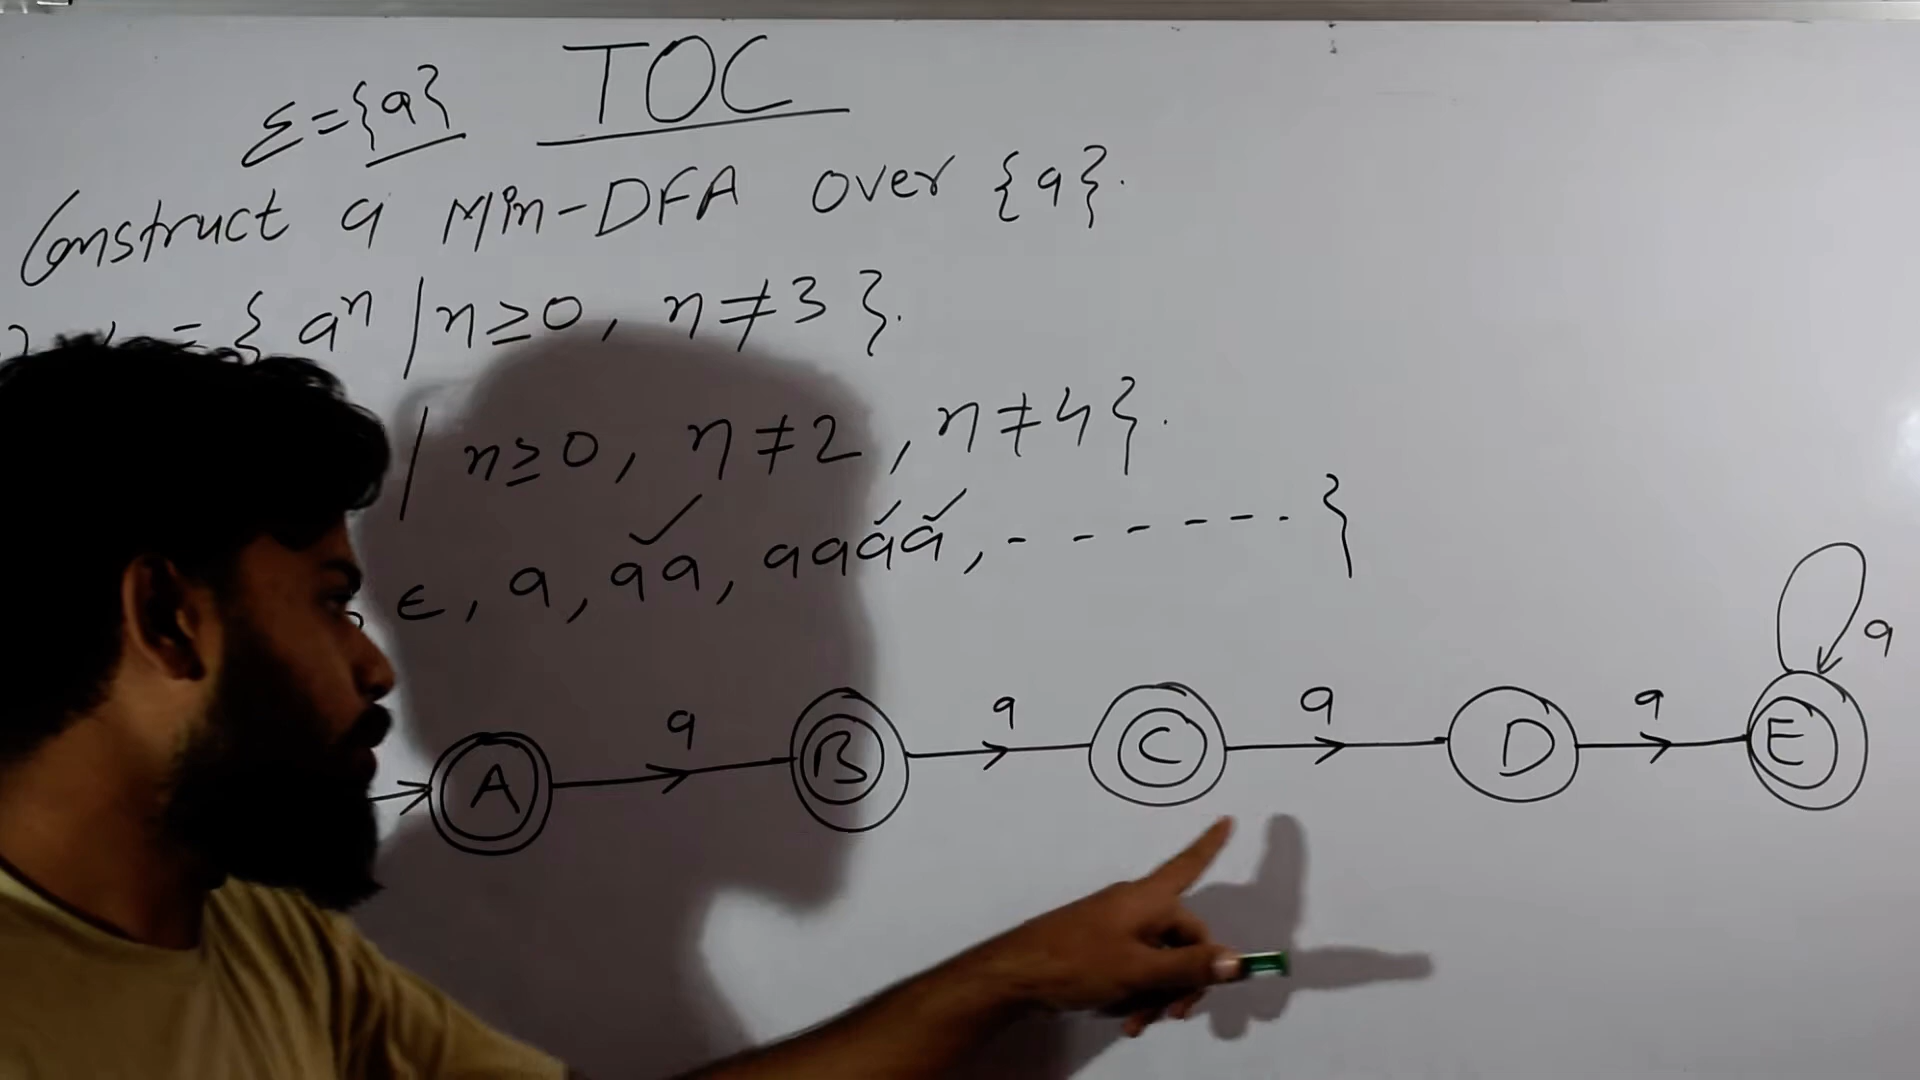 Σ={a} TOC
Construct a Min-DFA over {a}.
= { aⁿ | n≥0, n≠3 }.
| n≥0, n≠2, n≠4}.
ϵ, a, aa, aaaa, - - - - - - - }
a
A a B a C a D a E